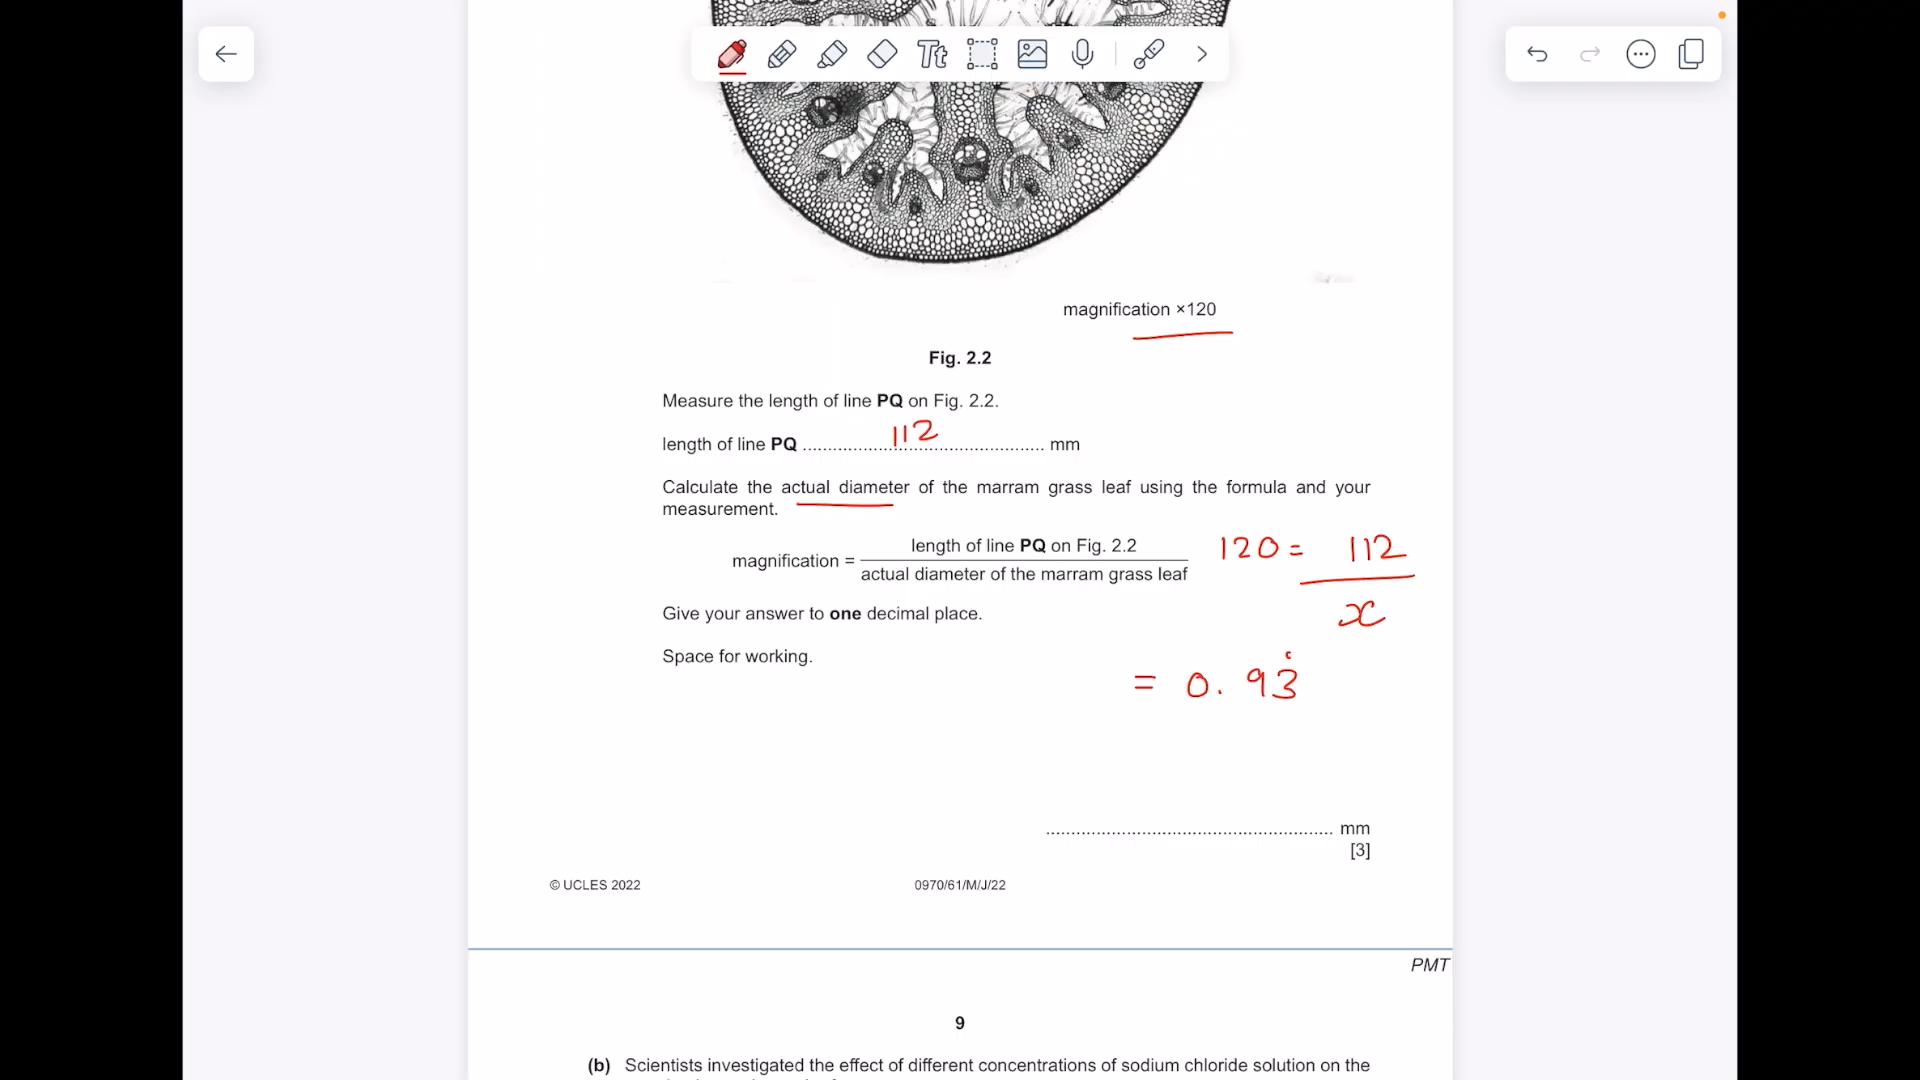 Tt
magnification ×120
Fig. 2.2
Measure the length of line PQ on Fig. 2.2.
112
length of line PQ ................................................ mm
Calculate the actual diameter of the marram grass leaf using the formula and your
measurement.
magnification = length of line PQ on Fig. 2.2
actual diameter of the marram grass leaf
120 = 112
x
Give your answer to one decimal place.
Space for working.
= 0.93̇
......................................................... mm
[3]
© UCLES 2022
0970/61/M/J/22
PMT
9
(b) Scientists investigated the effect of different concentrations of sodium chloride solution on the